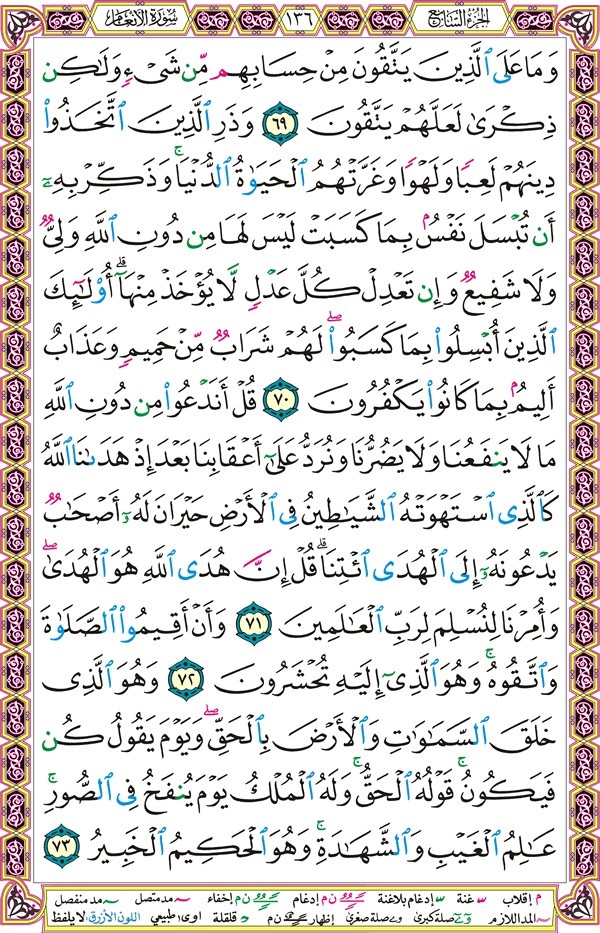 الجزء السابع ١٣٦ سورة الأنعام
وَمَا عَلَى ٱلَّذِينَ يَتَّقُونَ مِنْ حِسَابِهِم مِّن شَىْءٍ وَلَٰكِن
ذِكْرَىٰ لَعَلَّهُمْ يَتَّقُونَ ٦٩ وَذَرِ ٱلَّذِينَ ٱتَّخَذُوا۟
دِينَهُمْ لَعِبًا وَلَهْوًا وَغَرَّتْهُمُ ٱلْحَيَوٰةُ ٱلدُّنْيَا ۚ وَذَكِّرْ بِهِۦٓ
أَن تُبْسَلَ نَفْسٌۢ بِمَا كَسَبَتْ لَيْسَ لَهَا مِن دُونِ ٱللَّهِ وَلِىٌّ
وَلَا شَفِيعٌ وَإِن تَعْدِلْ كُلَّ عَدْلٍ لَّا يُؤْخَذْ مِنْهَآ ۗ أُو۟لَٰٓئِكَ
ٱلَّذِينَ أُبْسِلُوا۟ بِمَا كَسَبُوا۟ ۖ لَهُمْ شَرَابٌ مِّنْ حَمِيمٍ وَعَذَابٌ
أَلِيمٌۢ بِمَا كَانُوا۟ يَكْفُرُونَ ٧٠ قُلْ أَنَدْعُوا۟ مِن دُونِ ٱللَّهِ
مَا لَا يَنفَعُنَا وَلَا يَضُرُّنَا وَنُرَدُّ عَلَىٰٓ أَعْقَابِنَا بَعْدَ إِذْ هَدَىٰنَا ٱللَّهُ
كَٱلَّذِى ٱسْتَهْوَتْهُ ٱلشَّيَٰطِينُ فِى ٱلْأَرْضِ حَيْرَانَ لَهُۥٓ أَصْحَٰبٌ
يَدْعُونَهُۥٓ إِلَى ٱلْهُدَى ٱئْتِنَا ۗ قُلْ إِنَّ هُدَى ٱللَّهِ هُوَ ٱلْهُدَىٰ ۖ
وَأُمِرْنَا لِنُسْلِمَ لِرَبِّ ٱلْعَٰلَمِينَ ٧١ وَأَنْ أَقِيمُوا۟ ٱلصَّلَوٰةَ
وَٱتَّقُوهُ ۚ وَهُوَ ٱلَّذِىٓ إِلَيْهِ تُحْشَرُونَ ٧٢ وَهُوَ ٱلَّذِى
خَلَقَ ٱلسَّمَٰوَٰتِ وَٱلْأَرْضَ بِٱلْحَقِّ ۖ وَيَوْمَ يَقُولُ كُن
فَيَكُونُ ۚ قَوْلُهُ ٱلْحَقُّ ۚ وَلَهُ ٱلْمُلْكُ يَوْمَ يُنفَخُ فِى ٱلصُّورِ ۚ
عَٰلِمُ ٱلْغَيْبِ وَٱلشَّهَٰدَةِ ۚ وَهُوَ ٱلْحَكِيمُ ٱلْخَبِيرُ ٧٣
م إقلاب غنة إدغام بلاغنة ن م إدغام ن م إخفاء مد متصل مد منفصل
المد اللازم صلة كبرى صلة صغرى إظهار ن م قلقلة اوى: طبيعي اللون الأزرق: لا يلفظ